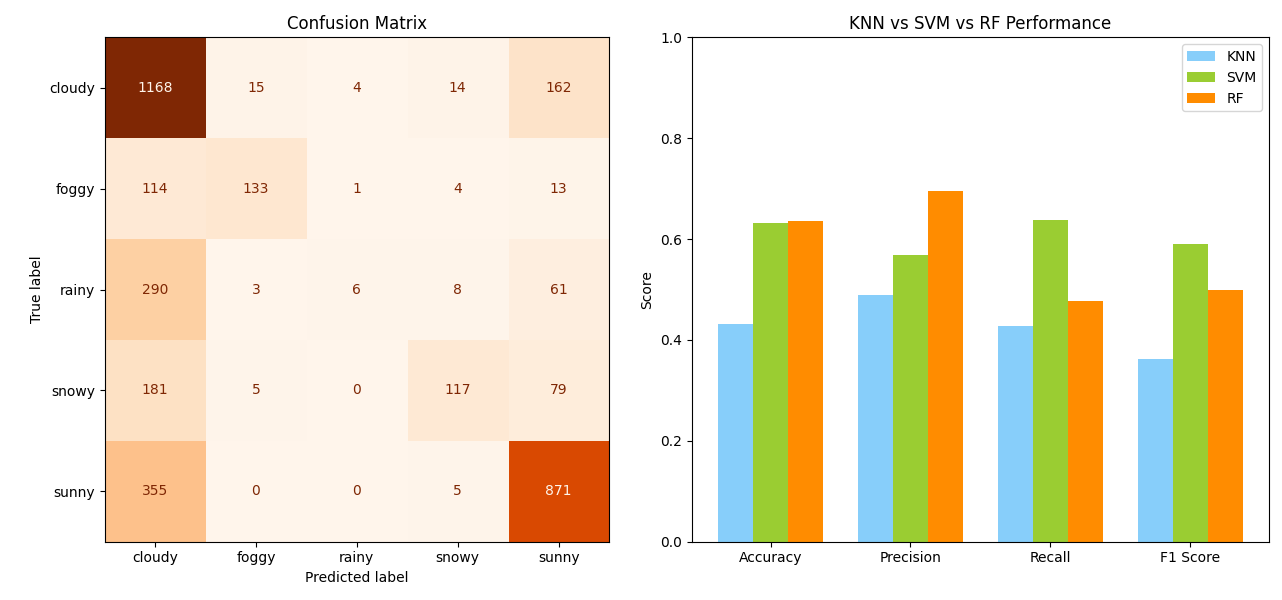 Confusion Matrix
cloudy 1168 15 4 14 162
foggy 114 133 1 4 13
rainy 290 3 6 8 61
snowy 181 5 0 117 79
sunny 355 0 0 5 871
cloudy foggy rainy snowy sunny
Predicted label
True label
KNN vs SVM vs RF Performance
KNN
SVM
RF
1.0
0.8
0.6
0.4
0.2
0.0
Score
Accuracy Precision Recall F1 Score